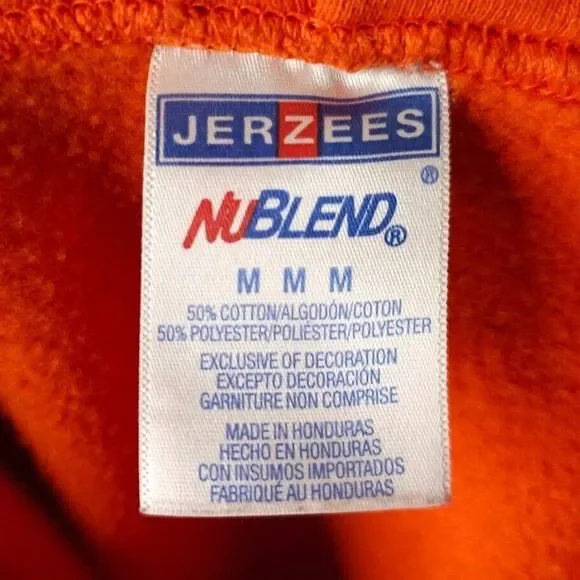 JERZEES
®
NUBLEND®
M M M
50% COTTON/ALGODÓN/COTON
50% POLYESTER/POLIÉSTER/POLYESTER
EXCLUSIVE OF DECORATION
EXCEPTO DECORACIÓN
GARNITURE NON COMPRISE
MADE IN HONDURAS
HECHO EN HONDURAS
CON INSUMOS IMPORTADOS
FABRIQUÉ AU HONDURAS